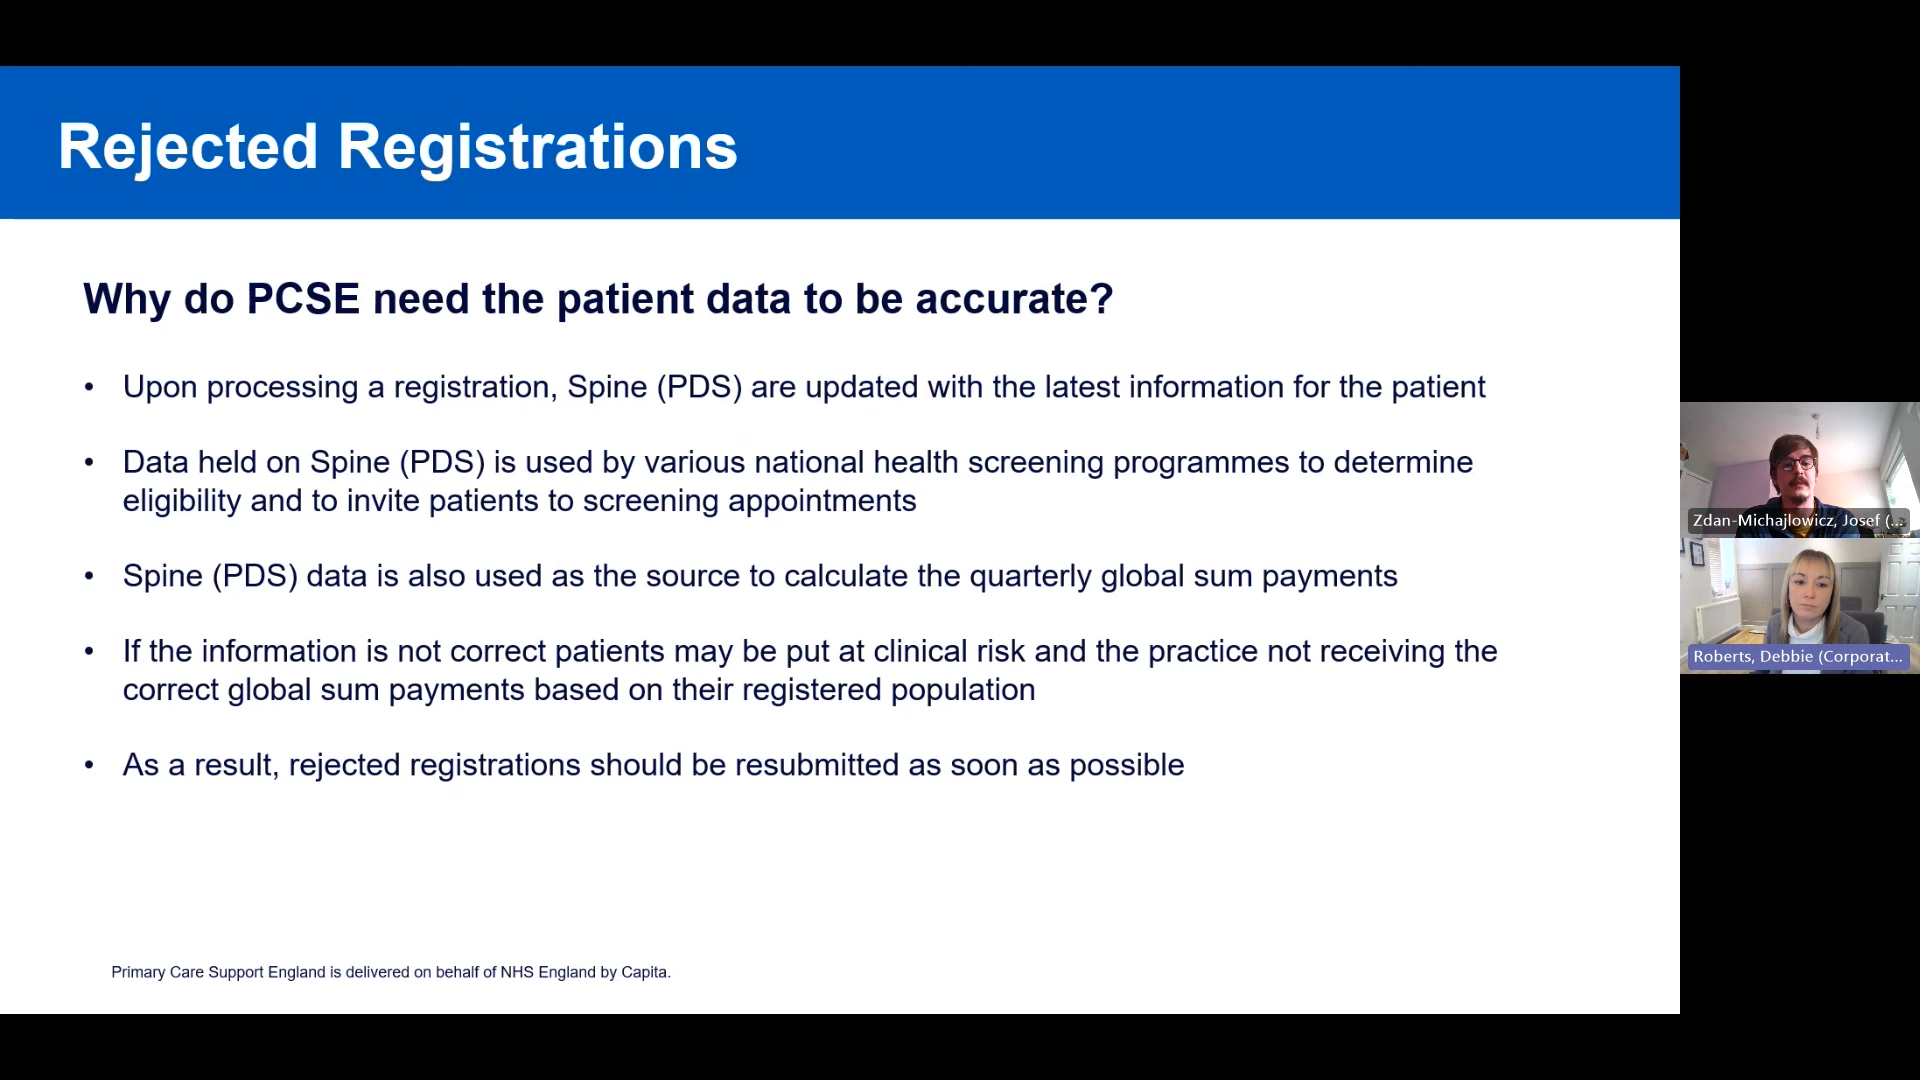 Rejected Registrations
Why do PCSE need the patient data to be accurate?
• Upon processing a registration, Spine (PDS) are updated with the latest information for the patient
• Data held on Spine (PDS) is used by various national health screening programmes to determine
eligibility and to invite patients to screening appointments
• Spine (PDS) data is also used as the source to calculate the quarterly global sum payments
• If the information is not correct patients may be put at clinical risk and the practice not receiving the
correct global sum payments based on their registered population
• As a result, rejected registrations should be resubmitted as soon as possible
Primary Care Support England is delivered on behalf of NHS England by Capita.
Zdan-Michajlowicz, Josef (...
Roberts, Debbie (Corporat...